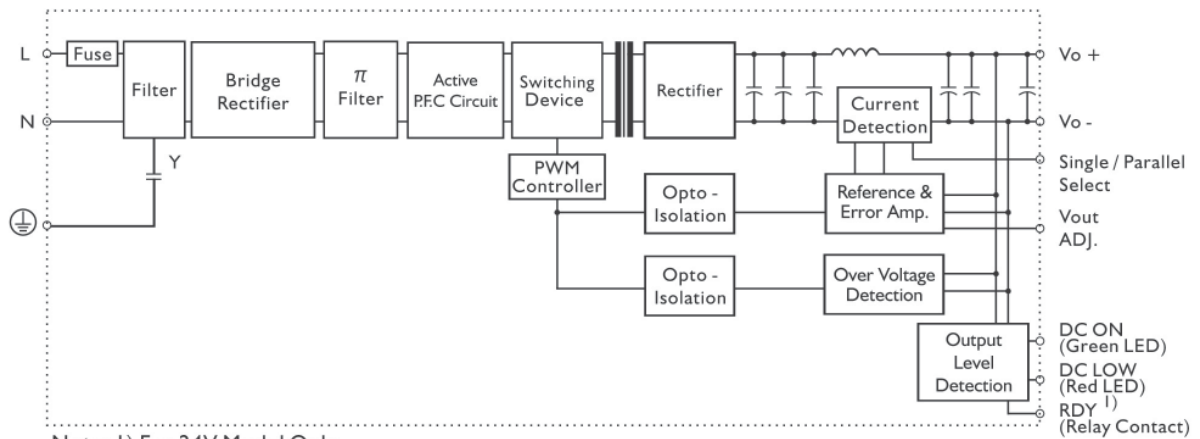 L
Fuse
Filter
Bridge
Rectifier
π
Filter
Active
P.F.C Circuit
Switching
Device
Rectifier
Current
Detection
Vo +
N
Vo -
Y
PWM
Controller
Opto -
Isolation
Reference &
Error Amp.
Single / Parallel
Select
Vout
ADJ.
Opto -
Isolation
Over Voltage
Detection
Output
Level
Detection
DC ON
(Green LED)
DC LOW
(Red LED)
RDY 1)
(Relay Contact)